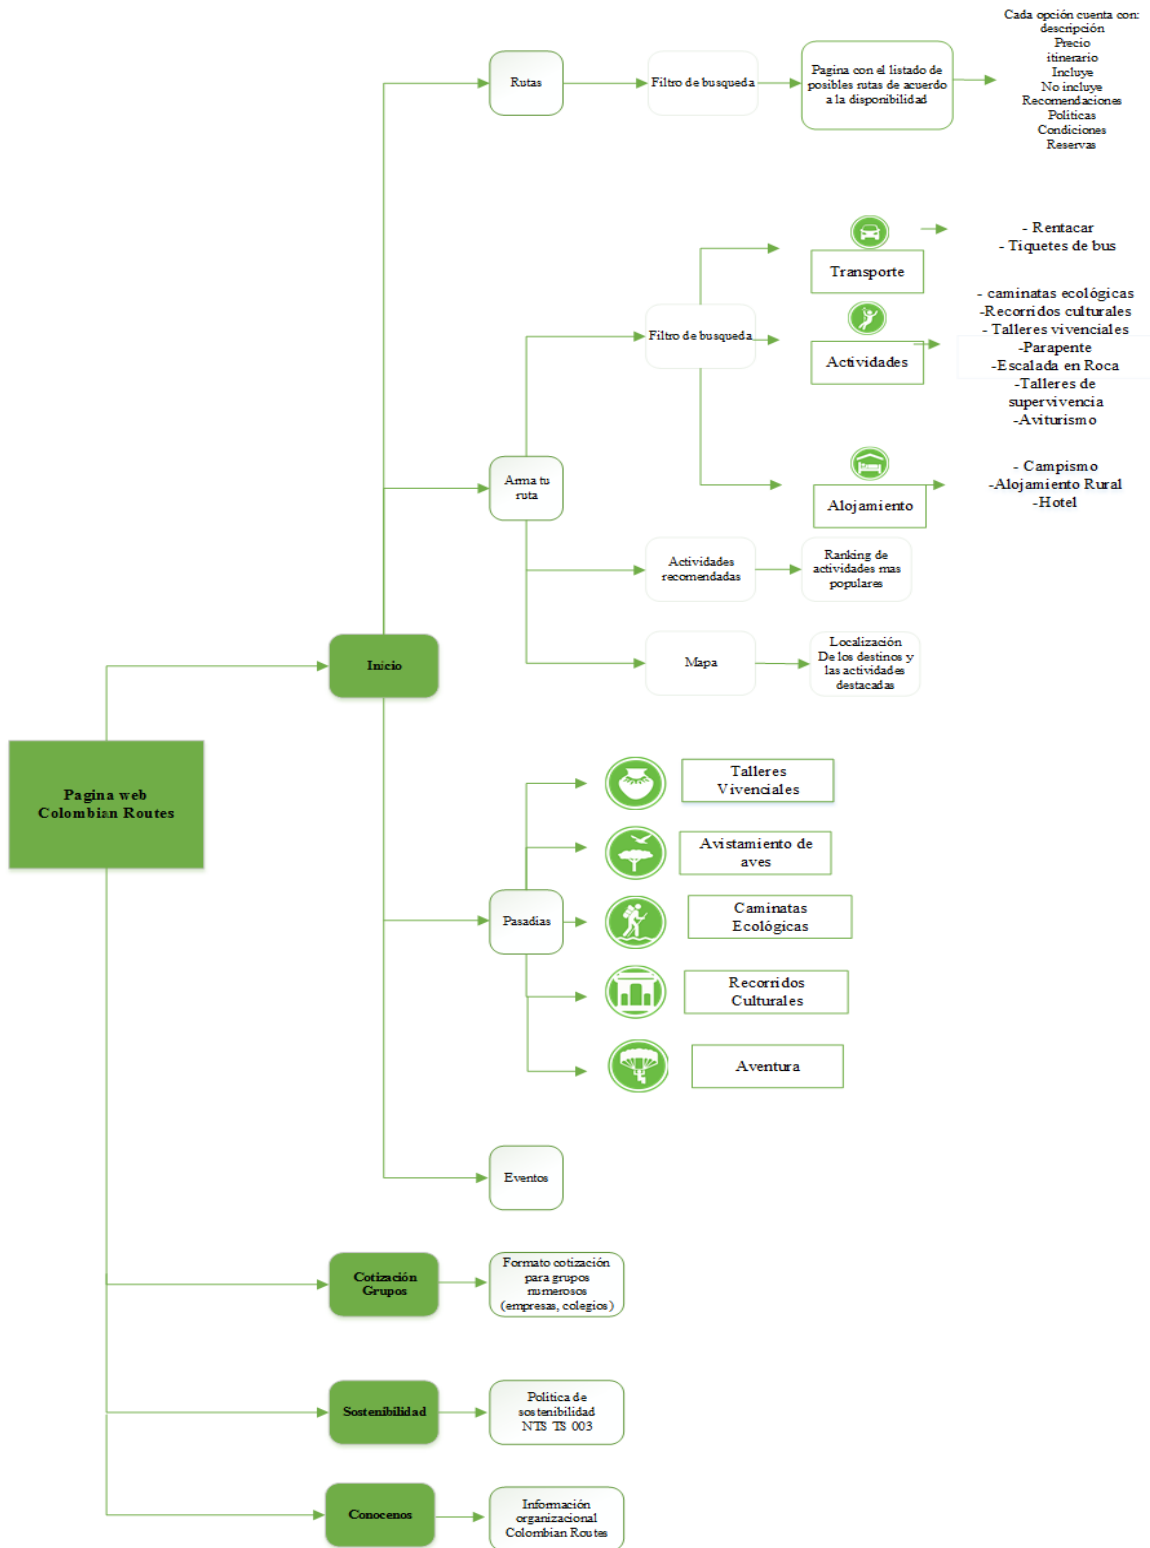 Cada opción cuenta con:
descripción
Precio
itinerario
Incluye
No incluye
Recomendaciones
Politicas
Condiciones
Reservas
Rutas
Filtro de busqueda
Pagina con el listado de
posibles rutas de acuerdo
a la disponibilidad
- Rentacar
- Tiquetes de bus
Transporte
- caminatas ecológicas
-Recorridos culturales
- Talleres vivenciales
-Parapente
-Escalada en Roca
-Talleres de
supervivencia
-Aviturismo
Filtro de busqueda
Actividades
Arma tu
ruta
- Campismo
-Alojamiento Rural
-Hotel
Alojamiento
Actividades
recomendadas
Ranking de
actividades mas
populares
Inicio
Mapa
Localización
De los destinos y
las actividades
destacadas
Pagina web
Colombian Routes
Talleres
Vivenciales
Avistamiento de
aves
Pasadias
Caminatas
Ecológicas
Recorridos
Culturales
Aventura
Eventos
Cotización
Grupos
Formato cotización
para grupos
numerosos
(empresas, colegios)
Sostenibilidad
Politica de
sostenibilidad
NTS TS 003
Conocenos
Información
organizacional
Colombian Routes